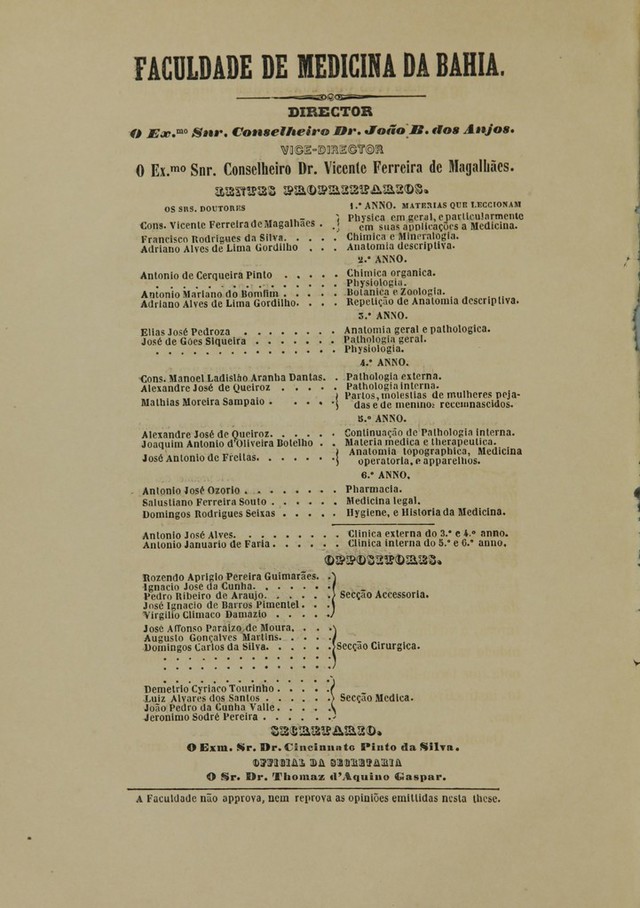 FACULDADE DE MEDICINA DA BAHIA.
DIRECTOR
O Ex.mo Snr. Conselheiro Dr. João B. dos Anjos.
VICE-DIRECTOR
O Ex.mo Snr. Conselheiro Dr. Vicente Ferreira de Magalhães.
LENTES PROPRIETARIOS.
OS SRS. DOUTORES 1.º ANNO. MATERIAS QUE LECCIONAM
Cons. Vicente Ferreira de Magalhães . { Physica em geral, e particularmente
em suas applicações a Medicina.
Francisco Rodrigues da Silva. . . . . Chimica e Mineralogia.
Adriano Alves de Lima Gordilho . . . Anatomia descriptiva.
2.º ANNO.
Antonio de Cerqueira Pinto . . . . . Chimica organica.
. . . . . . . . . . . . . . Physiologia.
Antonio Mariano do Bomfim . . . . . Botanica e Zoologia.
Adriano Alves de Lima Gordilho. . . . Repetição de Anatomia descriptiva.
3.º ANNO.
Elias José Pedroza . . . . . . . . Anatomia geral e pathologica.
José de Góes Siqueira . . . . . . . Pathologia geral.
. . . . . . . . . . . . . . Physiologia.
4.º ANNO.
Cons. Manoel Ladisláo Aranha Dantas. . Pathologia externa.
Alexandre José de Queiroz . . . . . Pathologia interna.
Mathias Moreira Sampaio . . . . . { Partos, molestias de mulheres peja-
das e de meninos recemnascidos.
5.º ANNO.
Alexandre José de Queiroz. . . . . . Continuação de Pathologia interna.
Joaquim Antonio d'Oliveira Botelho . . Materia medica e therapeutica.
José Antonio de Freitas. . . . . . . { Anatomia topographica, Medicina
operatoria, e apparelhos.
6.º ANNO.
Antonio José Ozorio . . . . . . . . Pharmacia.
Salustiano Ferreira Souto . . . . . . Medicina legal.
Domingos Rodrigues Seixas . . . . . Hygiene, e Historia da Medicina.
Antonio José Alves. . . . . . . . . Clinica externa do 3.º e 4.º anno.
Antonio Januario de Faria . . . . . . Clinica interna do 5.º e 6.º anno.
OPPOSITORES.
Rozendo Aprigio Pereira Guimarães. .
Ignacio José da Cunha. . . . . . .
Pedro Ribeiro de Araujo. . . . . . } Secção Accessoria.
José Ignacio de Barros Pimentel . . .
Virgilio Climaco Damazio . . . . .
José Affonso Paraizo de Moura. . . .
Augusto Gonçalves Martins. . . . .
Domingos Carlos da Silva. . . . . . } Secção Cirurgica.
. . . . . . . . . . . . . .
. . . . . . . . . . . . . .
. . . . . . . . . . . . . .
Demetrio Cyriaco Tourinho . . . . .
Luiz Alvares dos Santos . . . . . . } Secção Medica.
João Pedro da Cunha Valle . . . . .
Jeronimo Sodré Pereira . . . . . .
SECRETARIO.
O Exm. Sr. Dr. Cincinnato Pinto da Silva.
OFFICIAL DA SECRETARIA
O Sr. Dr. Thomaz d'Aquino Gaspar.
A Faculdade não approva, nem reprova as opiniões emittidas nesta these.